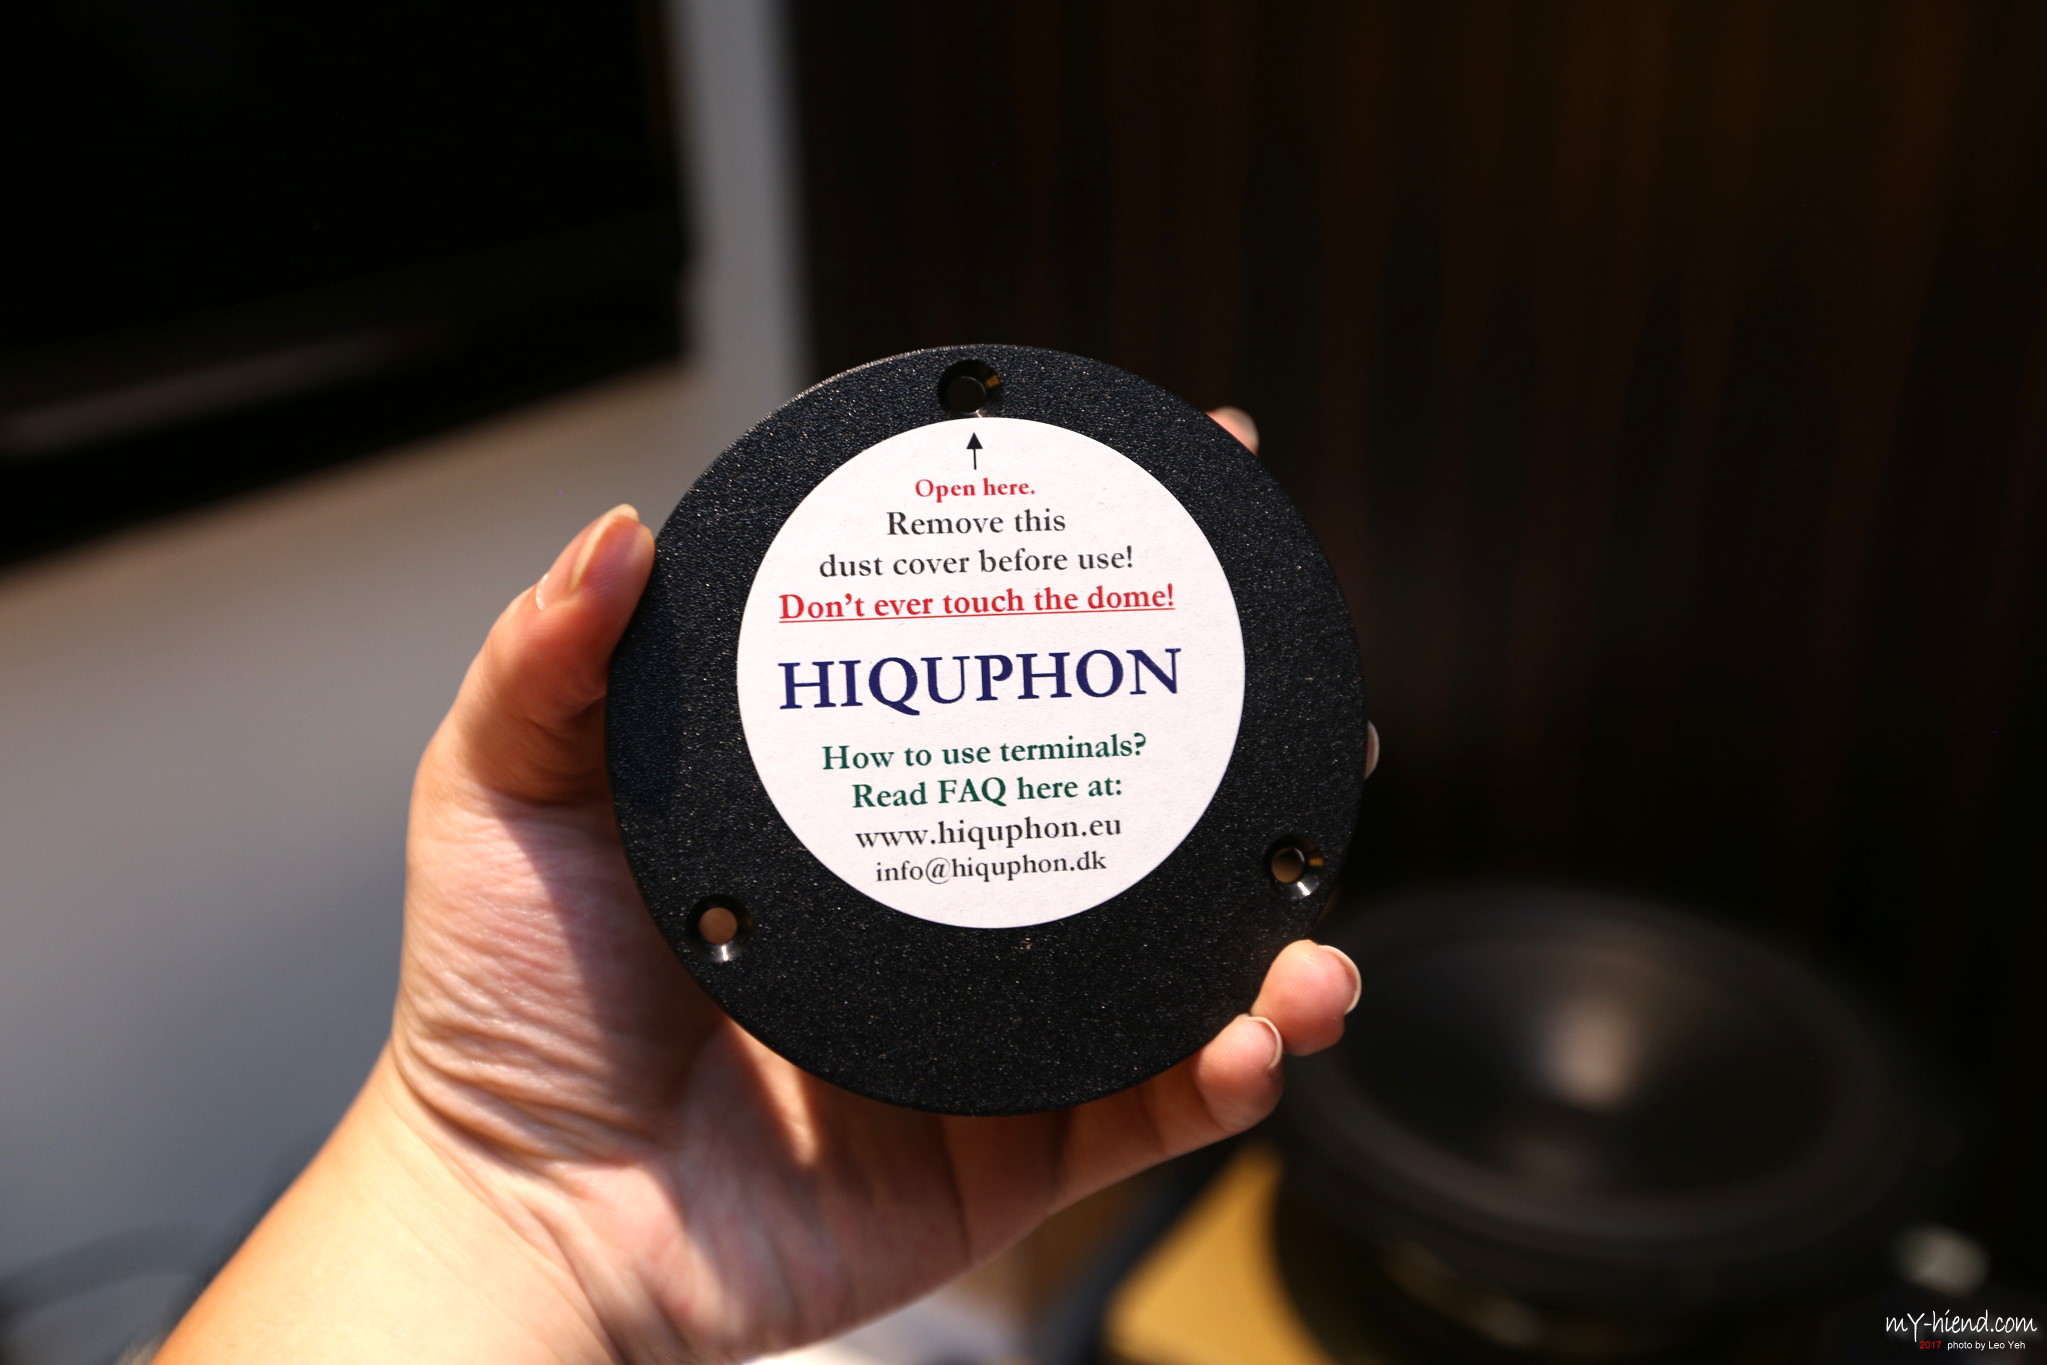 Open here.
Remove this
dust cover before use!
Don't ever touch the dome!
HIQUPHON
How to use terminals?
Read FAQ here at:
www.hiquphon.eu
info@hiquphon.dk
mY-hiend.com
2017 photo by Leo Yeh